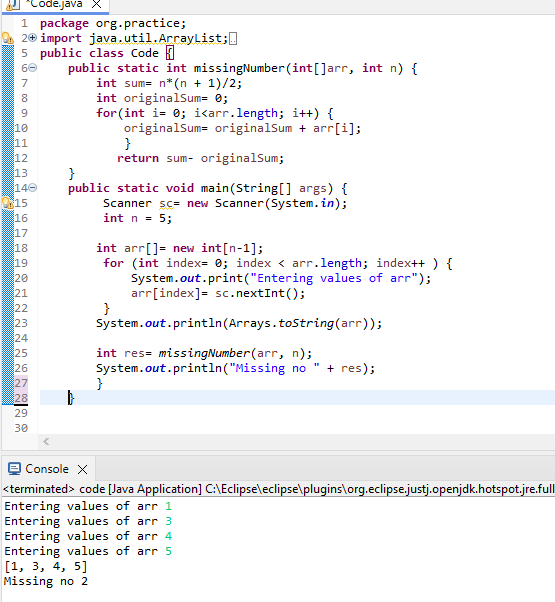 *Code.java
1 package org.practice;
2 import java.util.ArrayList;
5 public class Code {
6 public static int missingNumber(int[]arr, int n) {
7 int sum= n*(n + 1)/2;
8 int originalSum= 0;
9 for(int i= 0; i<arr.length; i++) {
10 originalSum= originalSum + arr[i];
11 }
12 return sum- originalSum;
13 }
14 public static void main(String[] args) {
15 Scanner sc= new Scanner(System.in);
16 int n = 5;
17
18 int arr[]= new int[n-1];
19 for (int index= 0; index < arr.length; index++ ) {
20 System.out.print("Entering values of arr");
21 arr[index]= sc.nextInt();
22 }
23 System.out.println(Arrays.toString(arr));
24
25 int res= missingNumber(arr, n);
26 System.out.println("Missing no " + res);
27 }
28 }
29
30
Console
<terminated> code [Java Application] C:\Eclipse\eclipse\plugins\org.eclipse.justj.openjdk.hotspot.jre.full
Entering values of arr 1
Entering values of arr 3
Entering values of arr 4
Entering values of arr 5
[1, 3, 4, 5]
Missing no 2